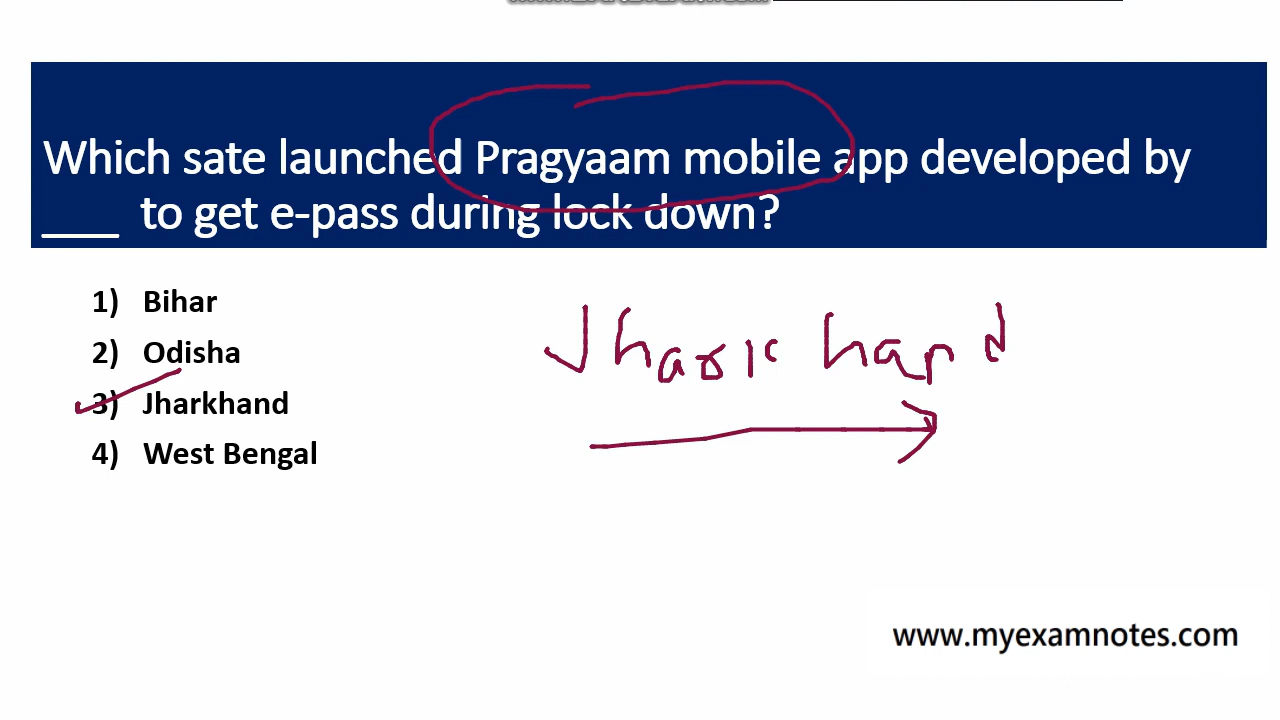 Which sate launched Pragyaam mobile app developed by
___ to get e-pass during lock down?
1) Bihar
2) Odisha
3) Jharkhand
4) West Bengal
Jharkhand
www.myexamnotes.com